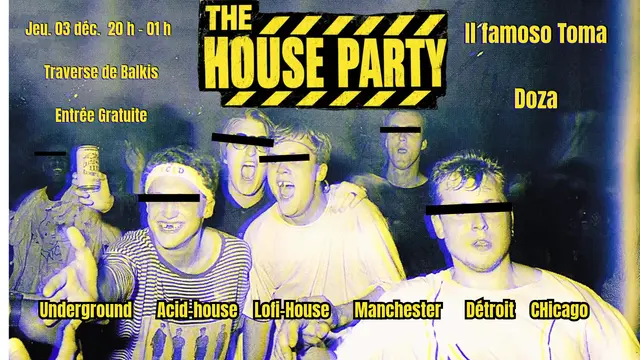 Jeu. 03 déc. 20 h - 01 h
Traverse de Balkis
Entrée Gratuite
THE
HOUSE PARTY
Il famoso Toma
Doza
Underground Acid-house Lofi-House Manchester Détroit CHicago